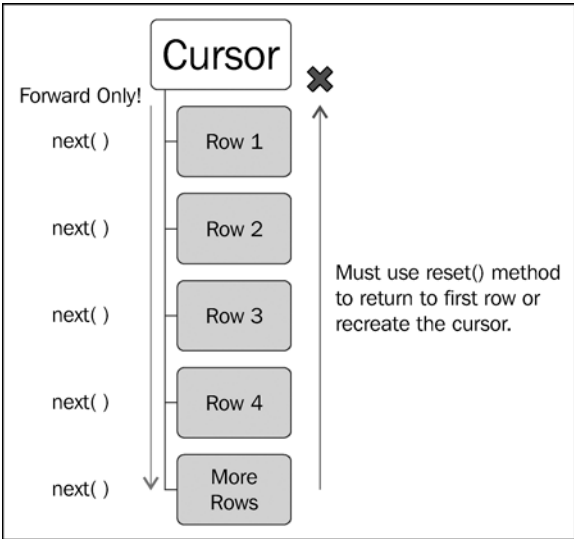 Cursor
Forward Only!
next( )
Row 1
next( )
Row 2
next( )
Row 3
Must use reset() method
to return to first row or
recreate the cursor.
next( )
Row 4
next( )
More
Rows